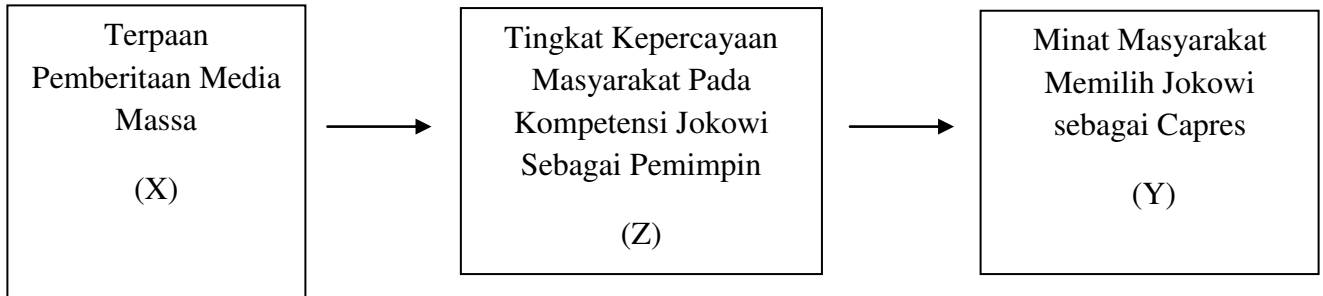 Terpaan
Pemberitaan Media
Massa
(X)
Tingkat Kepercayaan
Masyarakat Pada
Kompetensi Jokowi
Sebagai Pemimpin
(Z)
Minat Masyarakat
Memilih Jokowi
sebagai Capres
(Y)